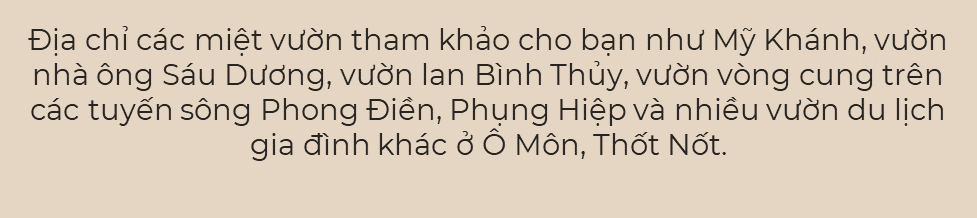 Địa chỉ các miệt vườn tham khảo cho bạn như Mỹ Khánh, vườn
nhà ông Sáu Dương, vườn lan Bình Thủy, vườn vòng cung trên
các tuyến sông Phong Điền, Phụng Hiệp và nhiều vườn du lịch
gia đình khác ở Ô Môn, Thốt Nốt.